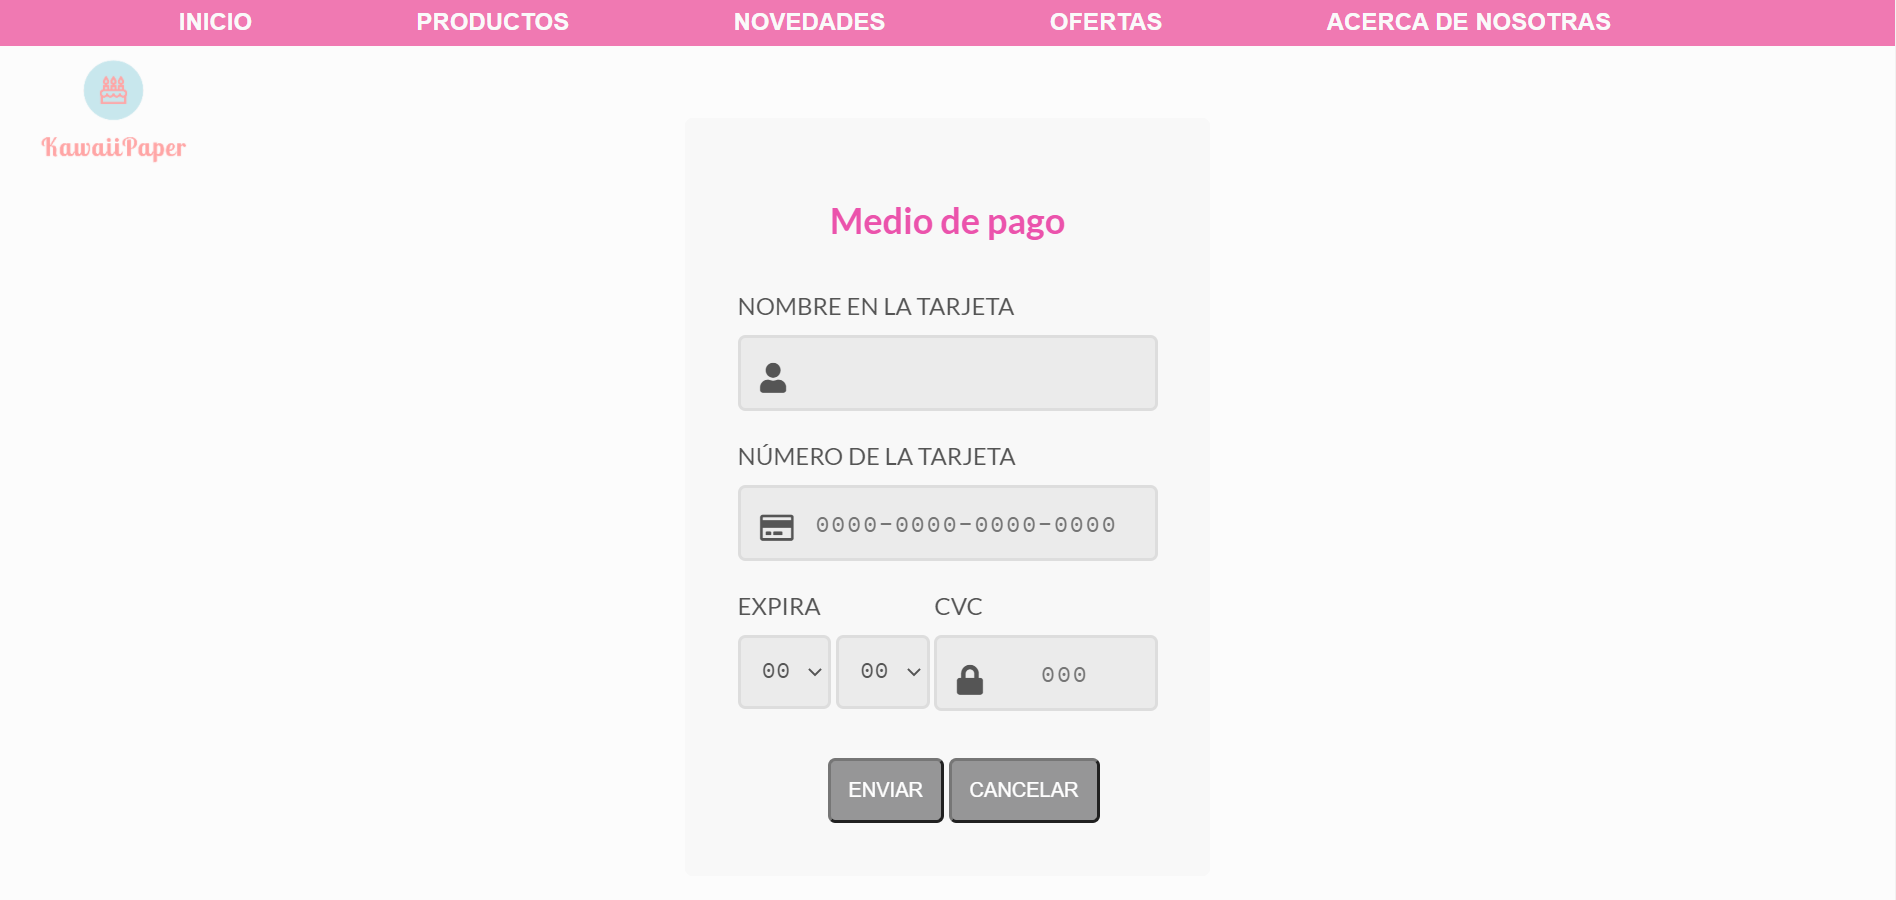 INICIO PRODUCTOS NOVEDADES OFERTAS ACERCA DE NOSOTRAS
KawaiiPaper
Medio de pago
NOMBRE EN LA TARJETA
NÚMERO DE LA TARJETA
0000-0000-0000-0000
EXPIRA CVC
00 00 000
ENVIAR CANCELAR